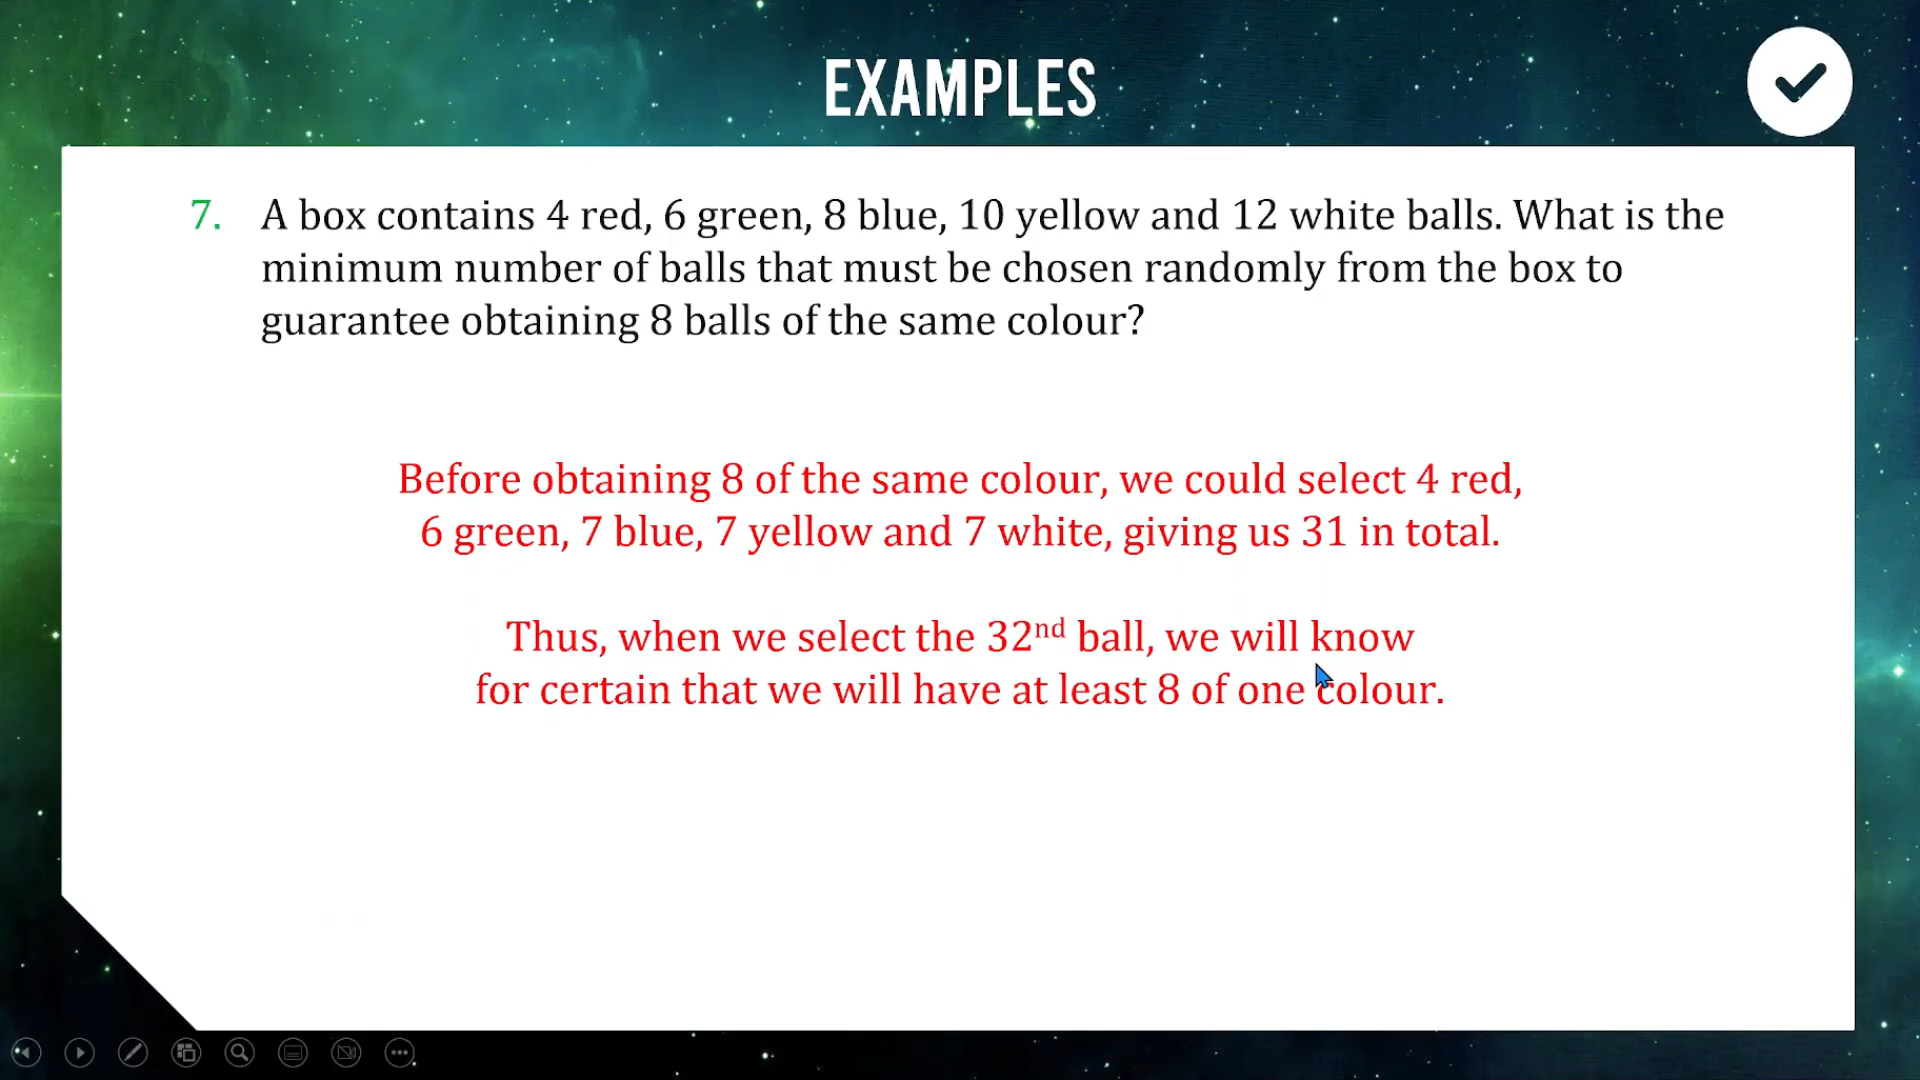 EXAMPLES
7. A box contains 4 red, 6 green, 8 blue, 10 yellow and 12 white balls. What is the
minimum number of balls that must be chosen randomly from the box to
guarantee obtaining 8 balls of the same colour?
Before obtaining 8 of the same colour, we could select 4 red,
6 green, 7 blue, 7 yellow and 7 white, giving us 31 in total.
Thus, when we select the 32nd ball, we will know
for certain that we will have at least 8 of one colour.